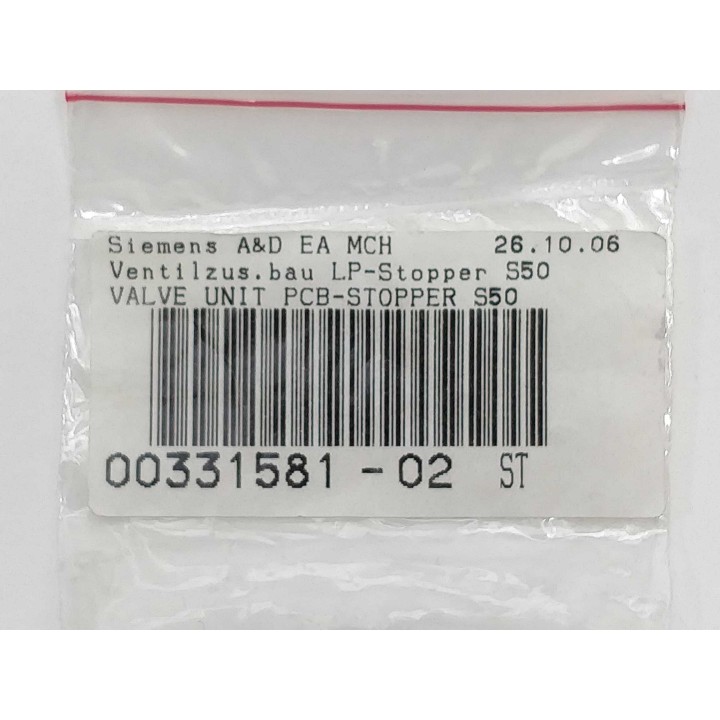 Siemens A&D EA MCH 26.10.06
Ventilzus.bau LP-Stopper S50
VALVE UNIT PCB-STOPPER S50
00331581-02 ST